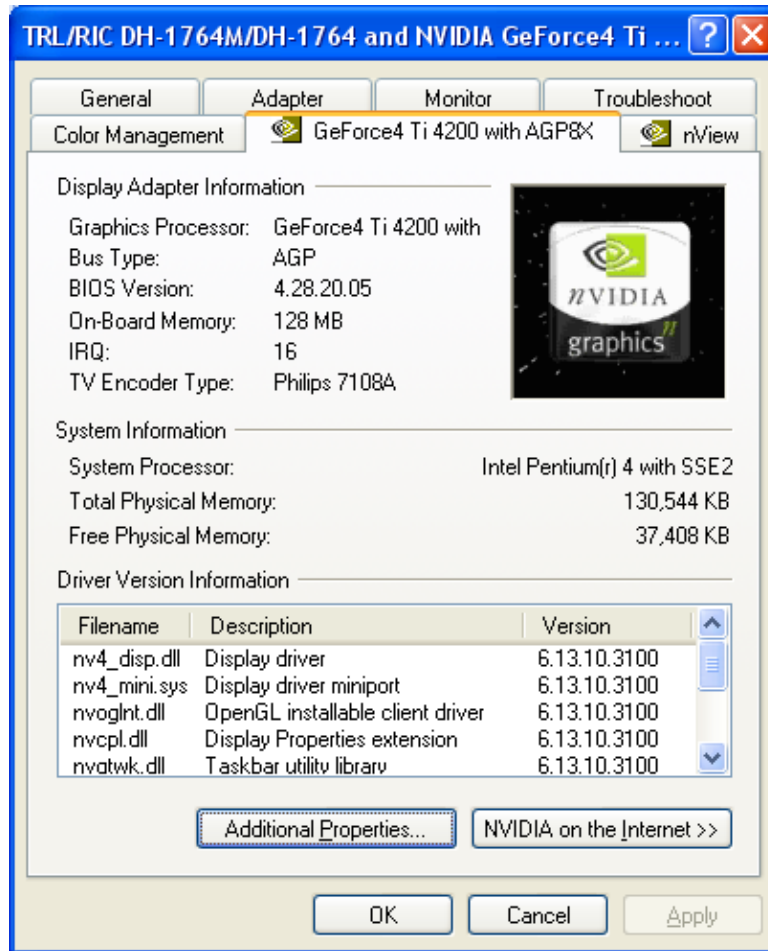 TRL/RIC DH-1764M/DH-1764 and NVIDIA GeForce4 Ti ...
General Adapter Monitor Troubleshoot
Color Management GeForce4 Ti 4200 with AGP8X nView
Display Adapter Information
Graphics Processor: GeForce4 Ti 4200 with
Bus Type: AGP
BIOS Version: 4.28.20.05
On-Board Memory: 128 MB
IRQ: 16
TV Encoder Type: Philips 7108A
nVIDIA
graphics n
System Information
System Processor: Intel Pentium(r) 4 with SSE2
Total Physical Memory: 130,544 KB
Free Physical Memory: 37,408 KB
Driver Version Information
Filename Description Version
nv4_disp.dll Display driver 6.13.10.3100
nv4_mini.sys Display driver miniport 6.13.10.3100
nvoglnt.dll OpenGL installable client driver 6.13.10.3100
nvcpl.dll Display Properties extension 6.13.10.3100
nvqtwk.dll Taskbar utility library 6.13.10.3100
Additional Properties... NVIDIA on the Internet >>
OK Cancel Apply